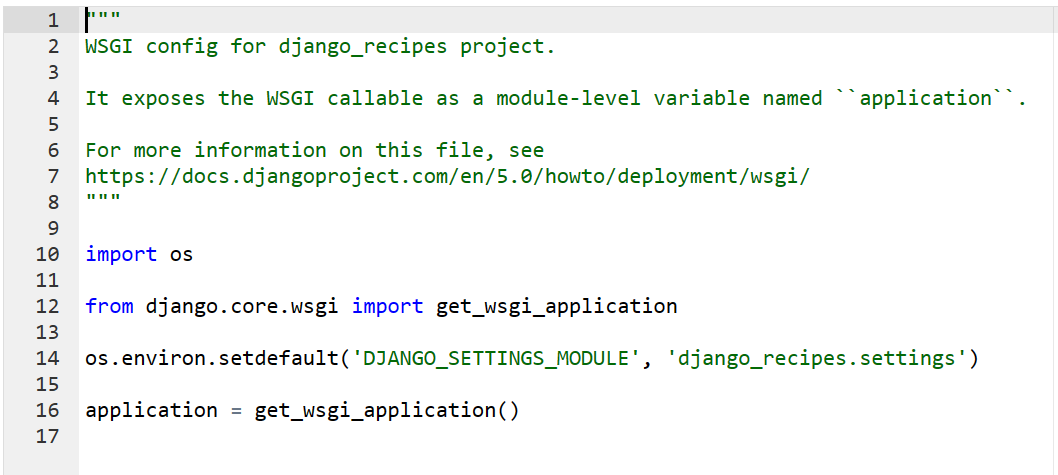 1 """
2 WSGI config for django_recipes project.
3
4 It exposes the WSGI callable as a module-level variable named ``application``.
5
6 For more information on this file, see
7 https://docs.djangoproject.com/en/5.0/howto/deployment/wsgi/
8 """
9
10 import os
11
12 from django.core.wsgi import get_wsgi_application
13
14 os.environ.setdefault('DJANGO_SETTINGS_MODULE', 'django_recipes.settings')
15
16 application = get_wsgi_application()
17